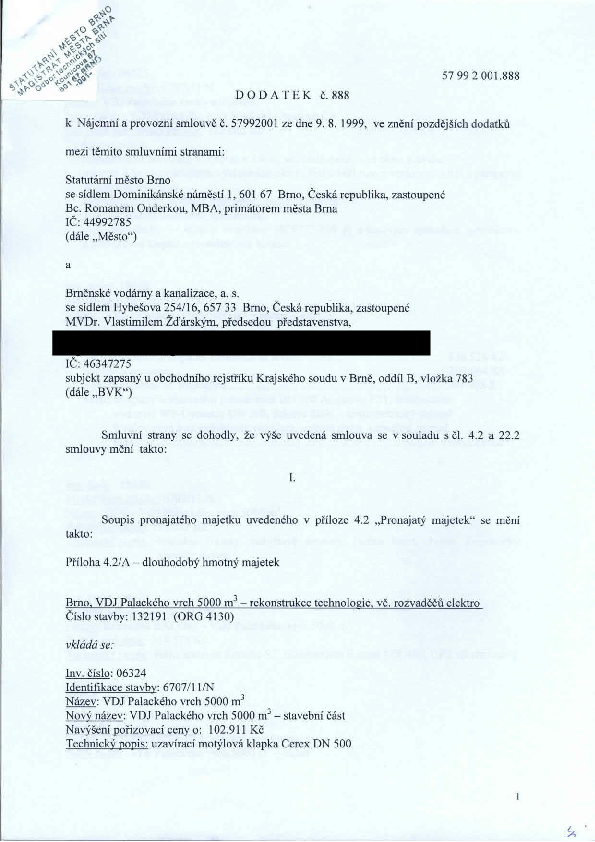 STATUTÁRNÍ MĚSTO BRNO
MAGISTRÁT MĚSTA BRNA
Odbor technických sítí
Kounicova 67
601 67 BRNO
-001-
57 99 2 001.888
D O D A T E K č. 888
k Nájemní a provozní smlouvě č. 57992001 ze dne 9. 8. 1999, ve znění pozdějších dodatků
mezi těmito smluvními stranami:
Statutární město Brno
se sídlem Dominikánské náměstí 1, 601 67 Brno, Česká republika, zastoupené
Bc. Romanem Onderkou, MBA, primátorem města Brna
IČ: 44992785
(dále „Město“)
a
Brněnské vodárny a kanalizace, a. s.
se sídlem Hybešova 254/16, 657 33 Brno, Česká republika, zastoupené
MVDr. Vlastimilem Žďárským, předsedou představenstva,
IČ: 46347275
subjekt zapsaný u obchodního rejstříku Krajského soudu v Brně, oddíl B, vložka 783
(dále „BVK“)
Smluvní strany se dohodly, že výše uvedená smlouva se v souladu s čl. 4.2 a 22.2
smlouvy mění takto:
I.
Soupis pronajatého majetku uvedeného v příloze 4.2 „Pronajatý majetek“ se mění
takto:
Příloha 4.2/A – dlouhodobý hmotný majetek
Brno, VDJ Palackého vrch 5000 m³ – rekonstrukce technologie, vč. rozvaděčů elektro
Číslo stavby: 132191 (ORG 4130)
vkládá se:
Inv. číslo: 06324
Identifikace stavby: 6707/11/N
Název: VDJ Palackého vrch 5000 m³
Nový název: VDJ Palackého vrch 5000 m³ – stavební část
Navýšení pořizovací ceny o: 102.911 Kč
Technický popis: uzavírací motýlová klapka Cerex DN 500
1